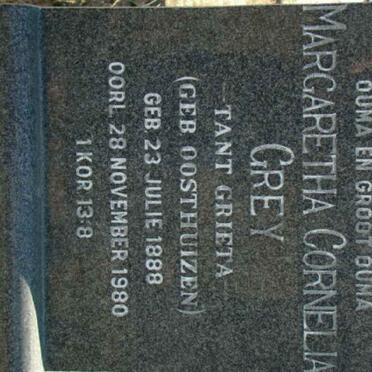 OUMA EN GROOT OUMA
MARGARETHA CORNELIA
GREY
-TANT GRIETA-
(GEB OOSTHUIZEN)
GEB 23 JULIE 1888
OORL 28 NOVEMBER 1980
1 KOR 13:8